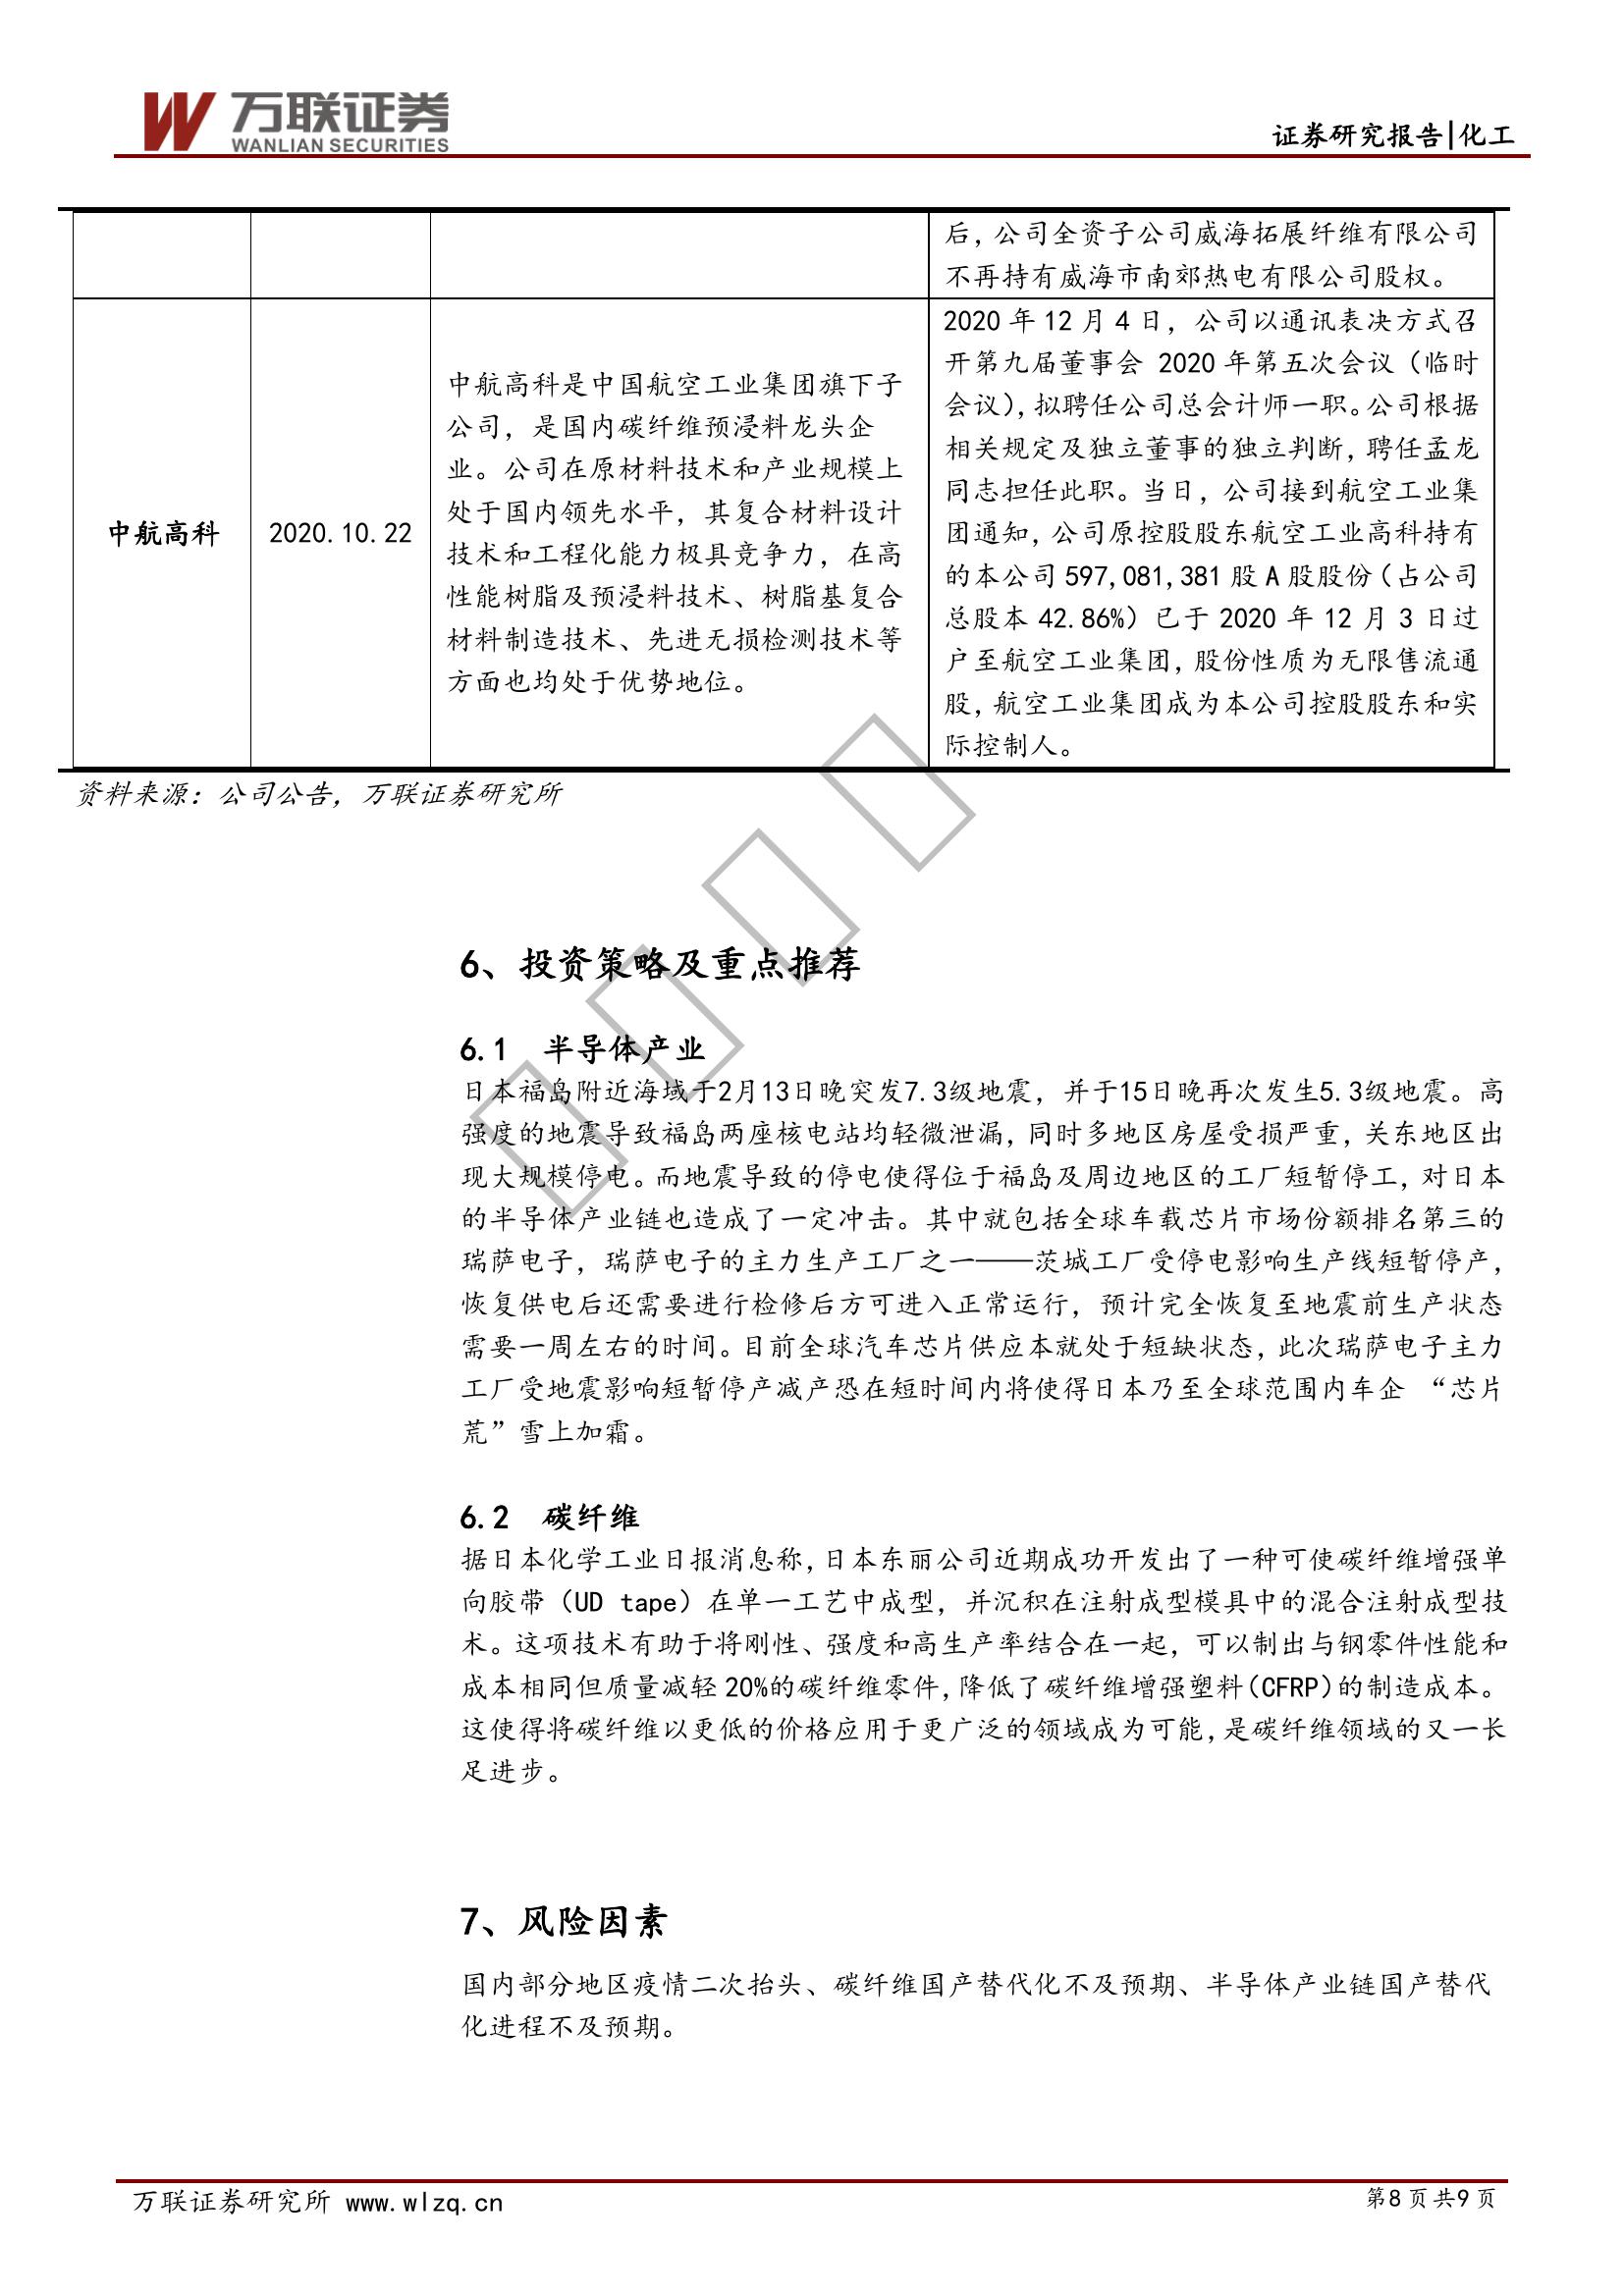 万联证券
WANLIAN SECURITIES
证券研究报告|化工
后，公司全资子公司威海拓展纤维有限公司
不再持有威海市南郊热电有限公司股权。
中航高科
2020.10.22
中航高科是中国航空工业集团旗下子
公司，是国内碳纤维预浸料龙头企
业。公司在原材料技术和产业规模上
处于国内领先水平，其复合材料设计
技术和工程化能力极具竞争力，在高
性能树脂及预浸料技术、树脂基复合
材料制造技术、先进无损检测技术等
方面也均处于优势地位。
2020 年 12 月 4 日，公司以通讯表决方式召
开第九届董事会 2020 年第五次会议（临时
会议），拟聘任公司总会计师一职。公司根据
相关规定及独立董事的独立判断，聘任孟龙
同志担任此职。当日，公司接到航空工业集
团通知，公司原控股股东航空工业高科持有
的本公司 597,081,381 股 A 股股份（占公司
总股本 42.86%）已于 2020 年 12 月 3 日过
户至航空工业集团，股份性质为无限售流通
股，航空工业集团成为本公司控股股东和实
际控制人。
资料来源：公司公告，万联证券研究所
6、投资策略及重点推荐
6.1 半导体产业
日本福岛附近海域于2月13日晚突发7.3级地震，并于15日晚再次发生5.3级地震。高
强度的地震导致福岛两座核电站均轻微泄漏，同时多地区房屋受损严重，关东地区出
现大规模停电。而地震导致的停电使得位于福岛及周边地区的工厂短暂停工，对日本
的半导体产业链也造成了一定冲击。其中就包括全球车载芯片市场份额排名第三的
瑞萨电子，瑞萨电子的主力生产工厂之一——茨城工厂受停电影响生产线短暂停产，
恢复供电后还需要进行检修后方可进入正常运行，预计完全恢复至地震前生产状态
需要一周左右的时间。目前全球汽车芯片供应本就处于短缺状态，此次瑞萨电子主力
工厂受地震影响短暂停产减产恐在短时间内将使得日本乃至全球范围内车企 “芯片
荒”雪上加霜。
6.2 碳纤维
据日本化学工业日报消息称，日本东丽公司近期成功开发出了一种可使碳纤维增强单
向胶带（UD tape）在单一工艺中成型，并沉积在注射成型模具中的混合注射成型技
术。这项技术有助于将刚性、强度和高生产率结合在一起，可以制出与钢零件性能和
成本相同但质量减轻 20%的碳纤维零件，降低了碳纤维增强塑料（CFRP）的制造成本。
这使得将碳纤维以更低的价格应用于更广泛的领域成为可能，是碳纤维领域的又一长
足进步。
7、风险因素
国内部分地区疫情二次抬头、碳纤维国产替代化不及预期、半导体产业链国产替代
化进程不及预期。
万联证券研究所 www.wlzq.cn
第8页共9页